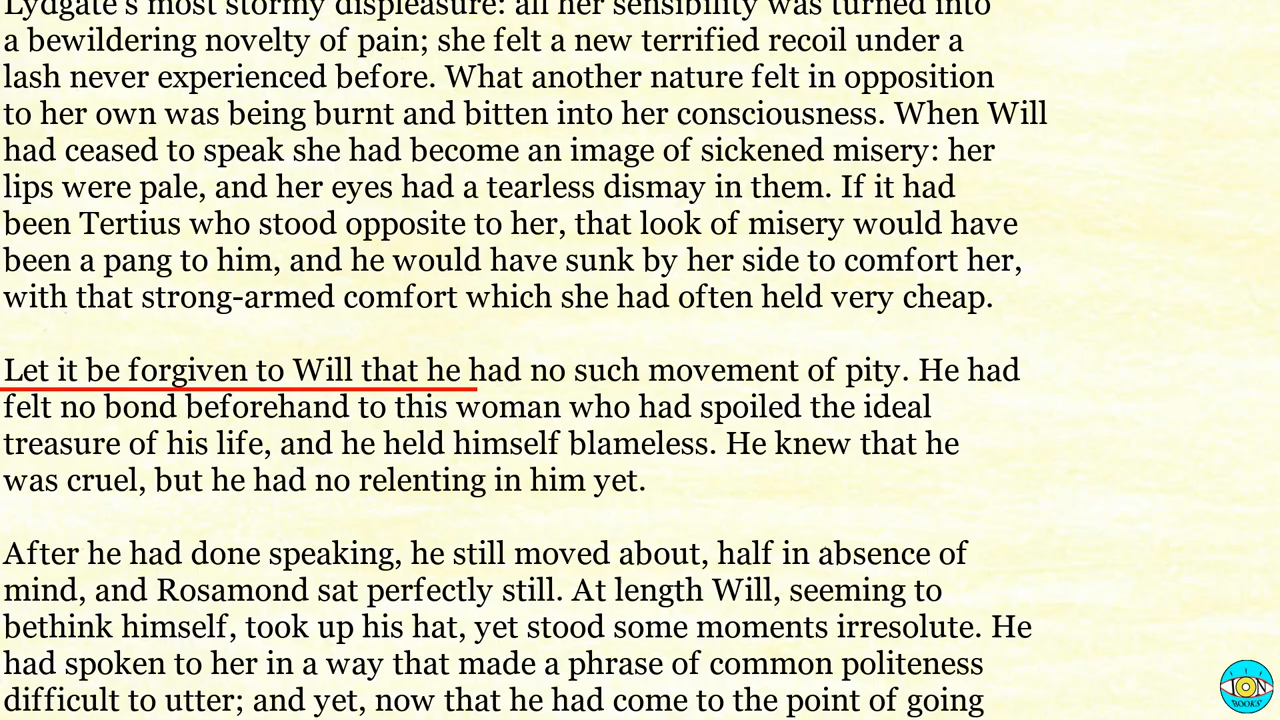 Lydgate's most stormy displeasure: all her sensibility was turned into
a bewildering novelty of pain; she felt a new terrified recoil under a
lash never experienced before. What another nature felt in opposition
to her own was being burnt and bitten into her consciousness. When Will
had ceased to speak she had become an image of sickened misery: her
lips were pale, and her eyes had a tearless dismay in them. If it had
been Tertius who stood opposite to her, that look of misery would have
been a pang to him, and he would have sunk by her side to comfort her,
with that strong-armed comfort which she had often held very cheap.
Let it be forgiven to Will that he had no such movement of pity. He had
felt no bond beforehand to this woman who had spoiled the ideal
treasure of his life, and he held himself blameless. He knew that he
was cruel, but he had no relenting in him yet.
After he had done speaking, he still moved about, half in absence of
mind, and Rosamond sat perfectly still. At length Will, seeming to
bethink himself, took up his hat, yet stood some moments irresolute. He
had spoken to her in a way that made a phrase of common politeness
difficult to utter; and yet, now that he had come to the point of going
ION
BOOKS